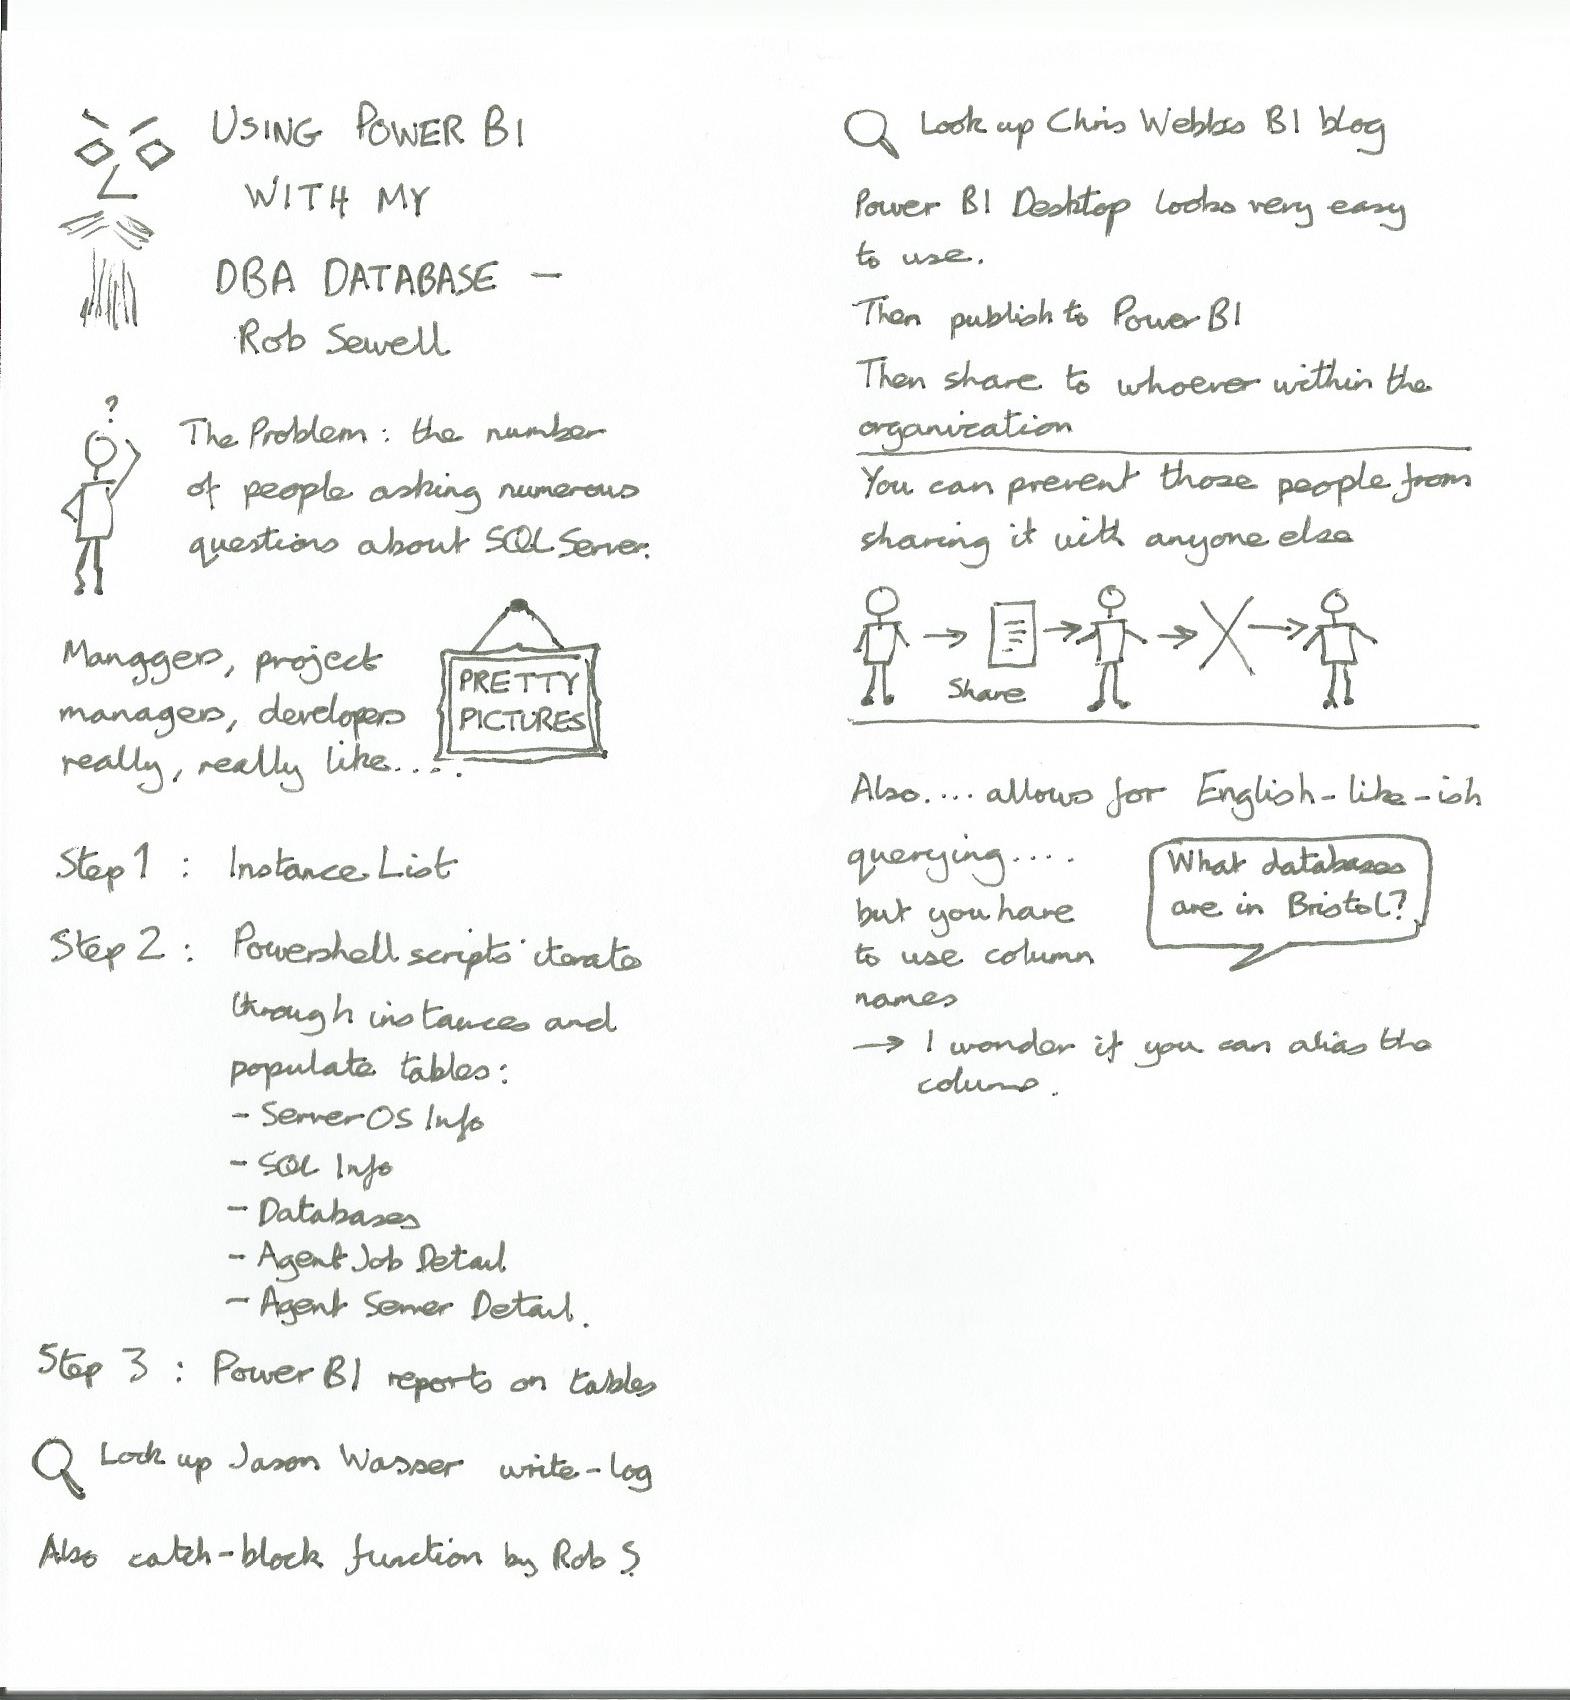 USING POWER BI
WITH MY
DBA DATABASE –
Rob Sewell
?
The Problem: the number
of people asking numerous
questions about SQL Server.
Managers, project
managers, developers
really, really like.....
PRETTY
PICTURES
Step 1 : Instance List
Step 2 : Powershell scripts iterate
through instances and
populate tables:
- Server OS Info
- SQL Info
- Databases
- Agent Job Detail
- Agent Server Detail.
Step 3 : Power BI reports on tables
Look up Jason Wasser write-log
Also catch-block function by Rob S
Look up Chris Webbs BI blog
Power BI Desktop looks very easy
to use.
Then publish to Power BI
Then share to whoever within the
organization
You can prevent those people from
sharing it with anyone else
Share
Also.... allows for English-like-ish
querying....
but you have
to use column
names
What databases
are in Bristol?
→ I wonder if you can alias the
column.